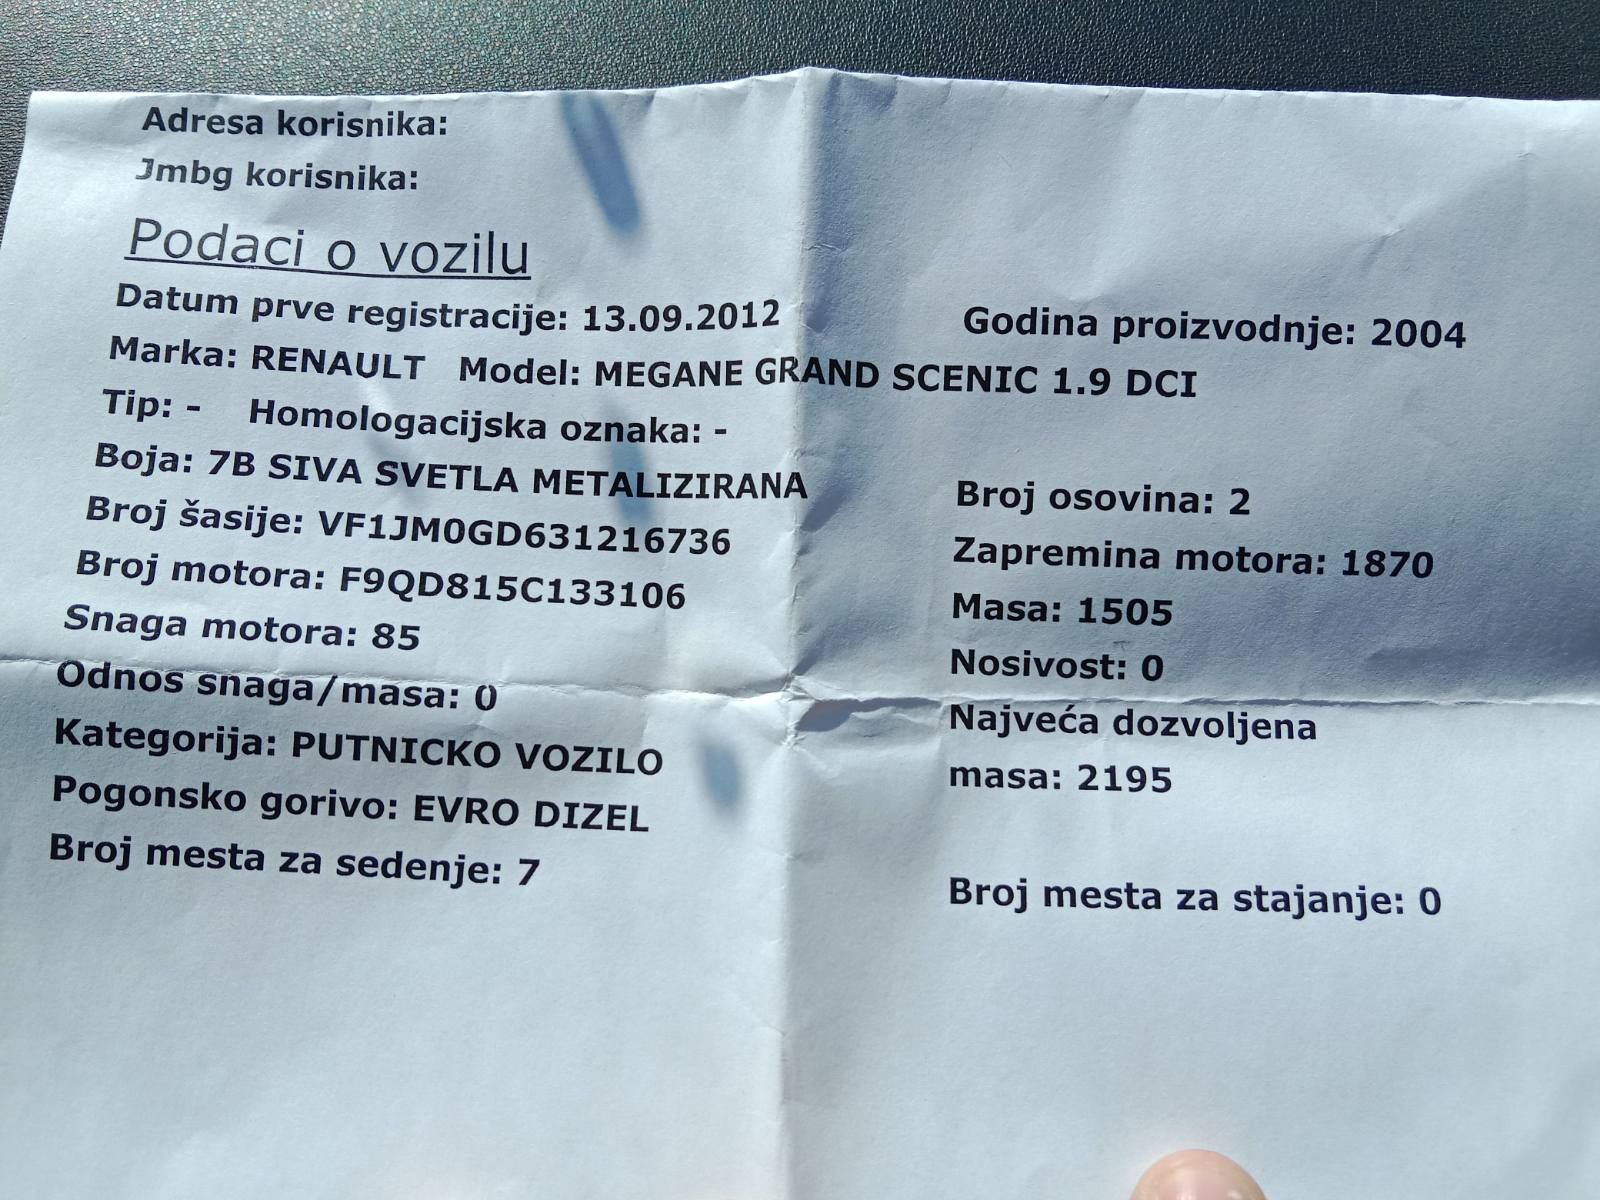 Adresa korisnika:
Jmbg korisnika:
Podaci o vozilu
Datum prve registracije: 13.09.2012 Godina proizvodnje: 2004
Marka: RENAULT Model: MEGANE GRAND SCENIC 1.9 DCI
Tip: - Homologacijska oznaka: -
Boja: 7B SIVA SVETLA METALIZIRANA Broj osovina: 2
Broj šasije: VF1JM0GD631216736 Zapremina motora: 1870
Broj motora: F9QD815C133106 Masa: 1505
Snaga motora: 85 Nosivost: 0
Odnos snaga/masa: 0 Najveća dozvoljena
Kategorija: PUTNICKO VOZILO masa: 2195
Pogonsko gorivo: EVRO DIZEL
Broj mesta za sedenje: 7 Broj mesta za stajanje: 0